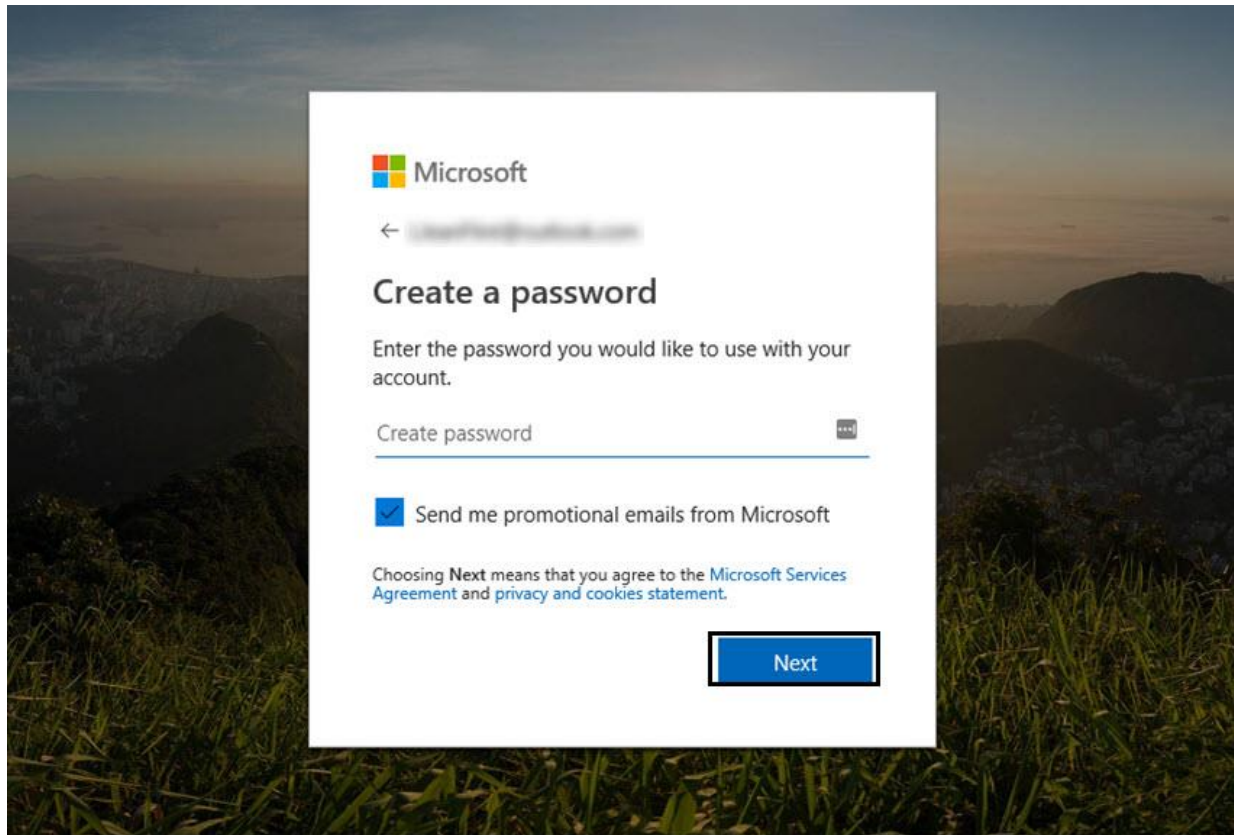 Microsoft
Create a password
Enter the password you would like to use with your
account.
Create password
Send me promotional emails from Microsoft
Choosing Next means that you agree to the Microsoft Services
Agreement and privacy and cookies statement.
Next